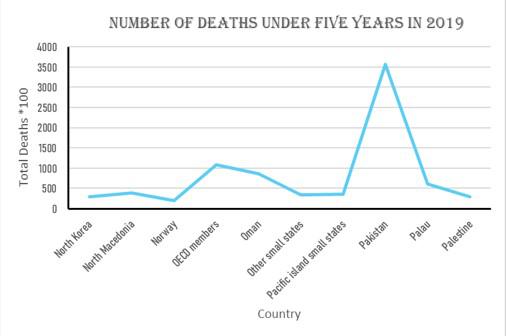 NUMBER OF DEATHS UNDER FIVE YEARS IN 2019
Total Deaths *100
4000
3500
3000
2500
2000
1500
1000
500
0
North Korea
North Macedonia
Norway
OECD members
Oman
Other small states
Pacific island small states
Pakistan
Palau
Palestine
Country